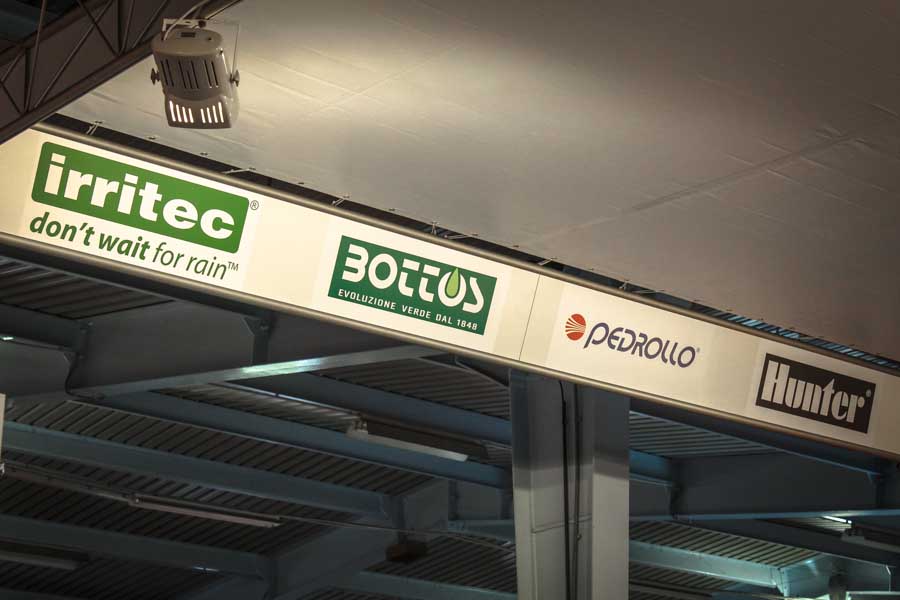 irritec®
don't wait for rain™
BOTTOS
EVOLUZIONE VERDE DAL 1848
PEDROLLO®
Hunter®